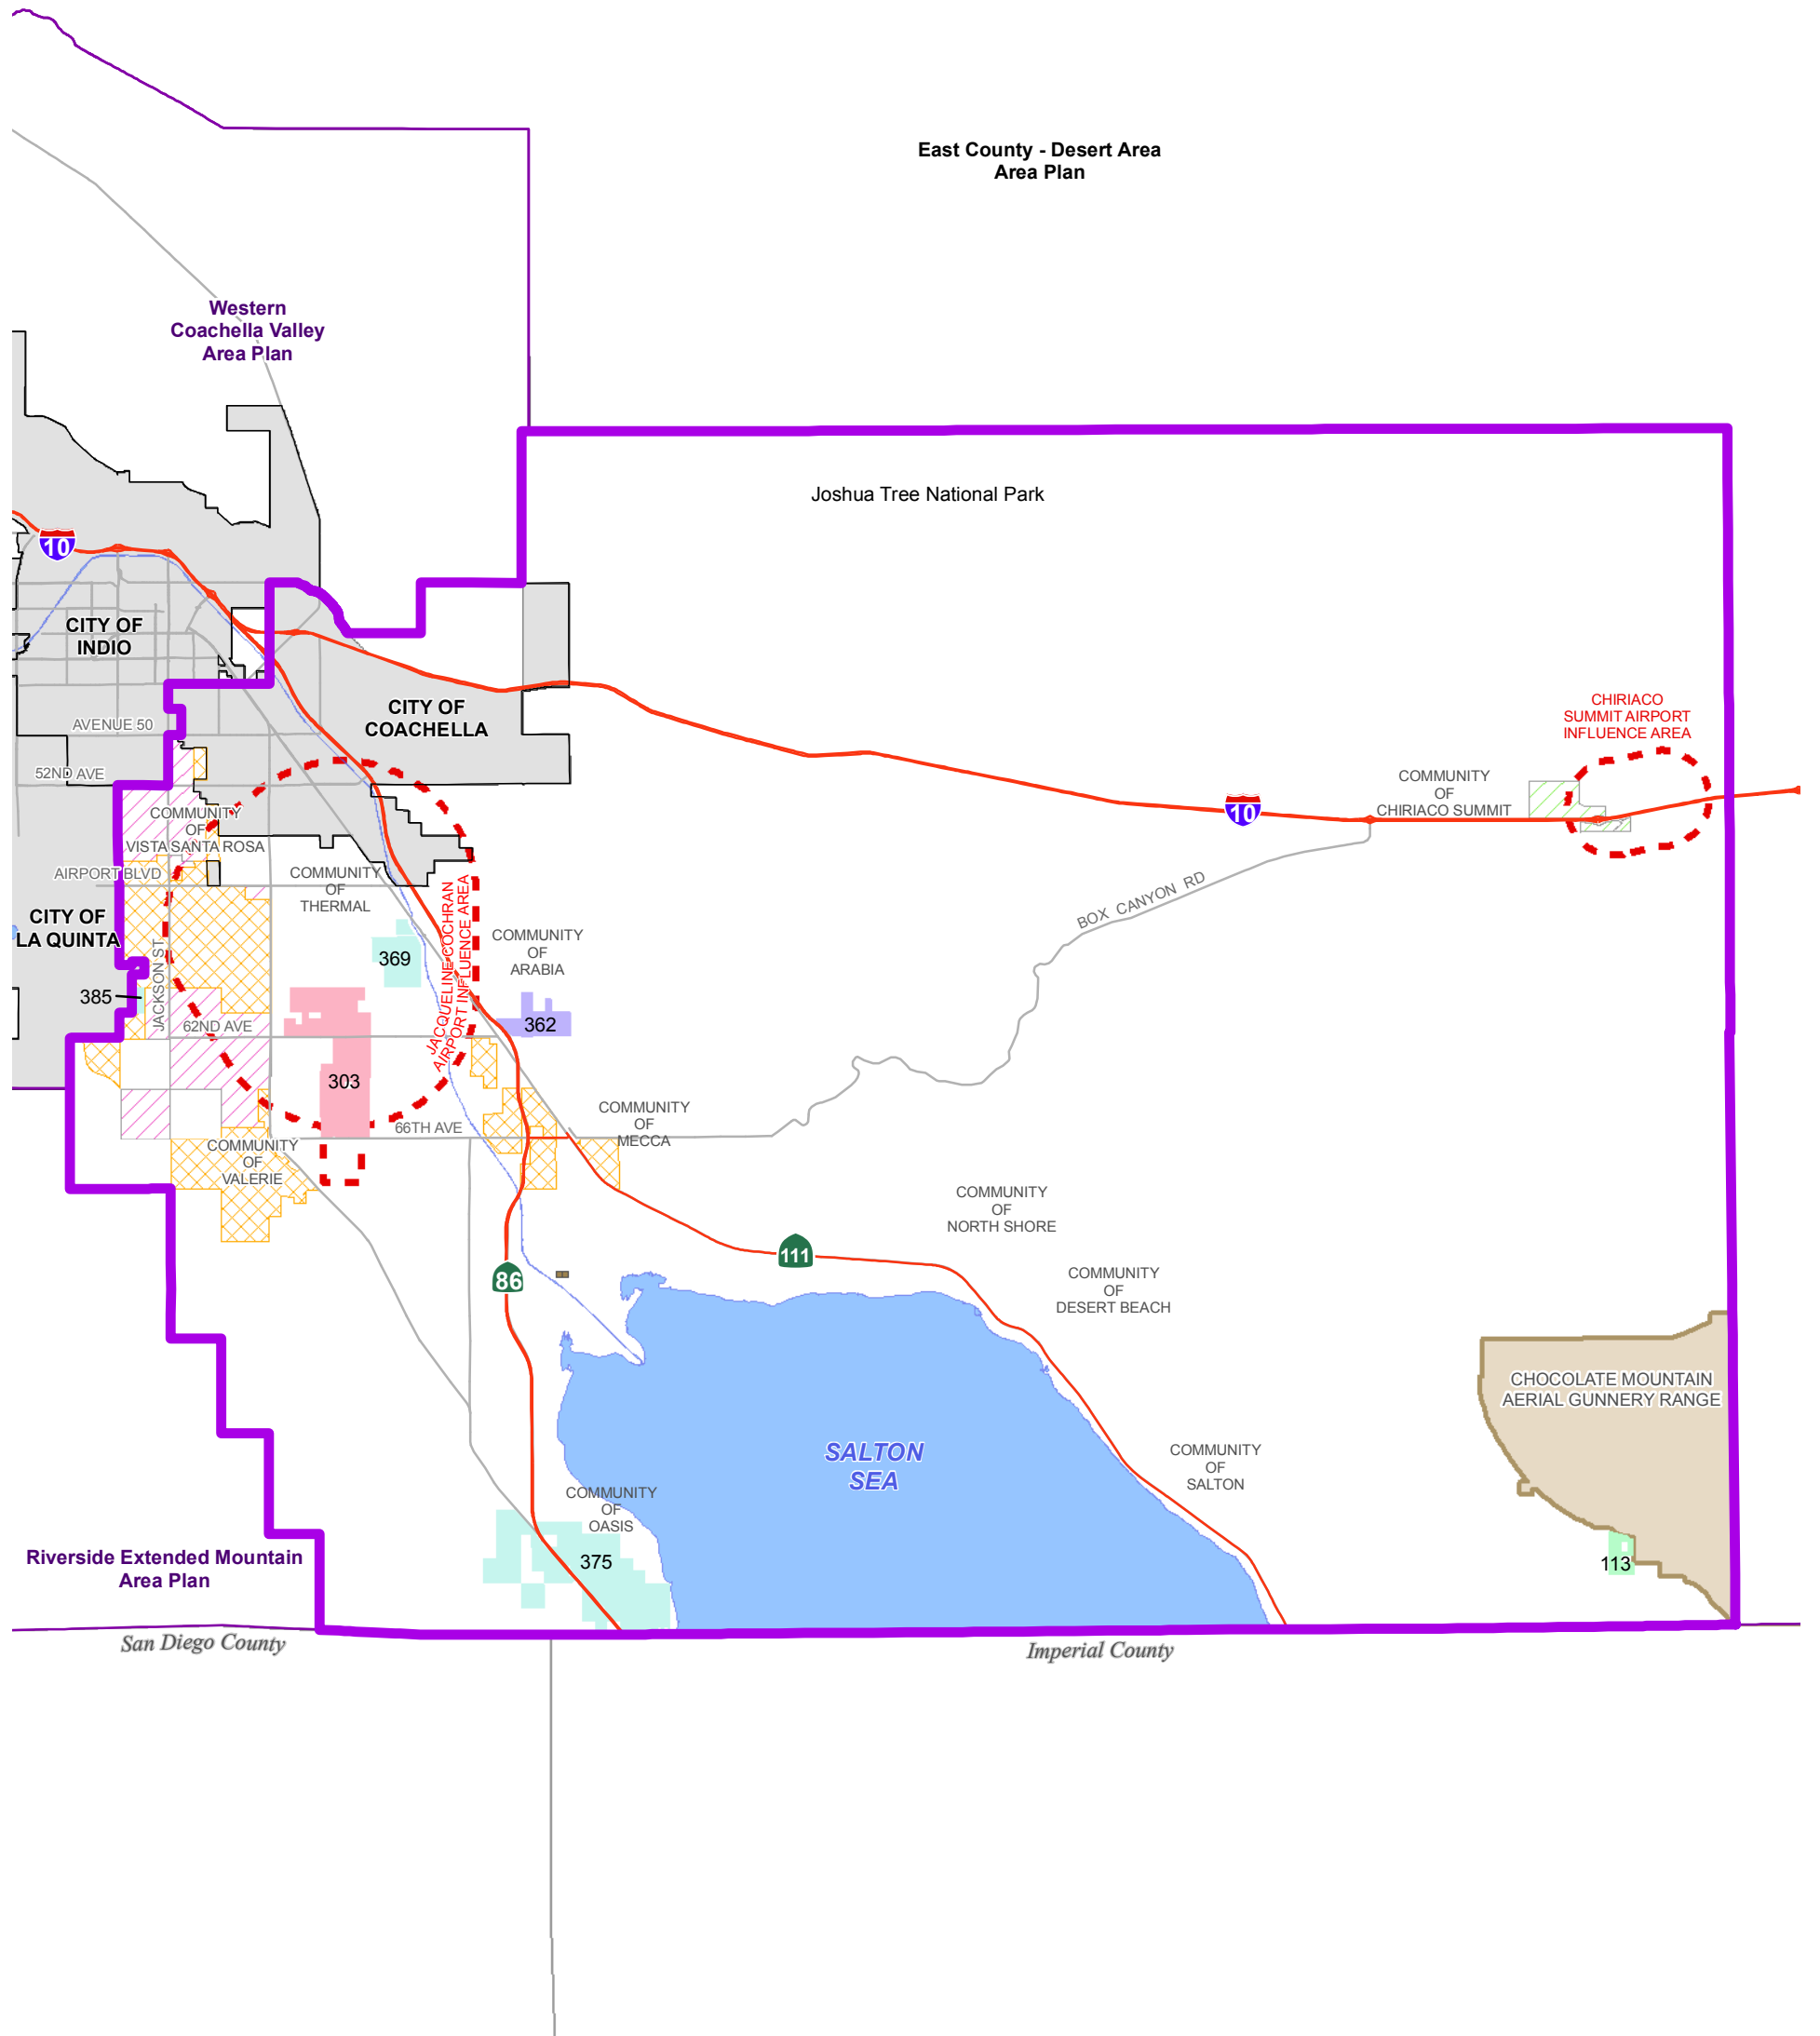 East County - Desert Area
Area Plan
Western
Coachella Valley
Area Plan
Joshua Tree National Park
10
CITY OF
INDIO
CITY OF
COACHELLA
AVENUE 50
52ND AVE
CHIRIACO
SUMMIT AIRPORT
INFLUENCE AREA
COMMUNITY
OF
CHIRIACO SUMMIT
10
COMMUNITY
OF
VISTA SANTA ROSA
AIRPORT BLVD
COMMUNITY
OF
THERMAL
CITY OF
LA QUINTA
JACKSON ST
369
JACQUELINE COCHRAN
AIRPORT INFLUENCE AREA
COMMUNITY
OF
ARABIA
BOX CANYON RD
385
62ND AVE
362
303
66TH AVE
COMMUNITY
OF
MECCA
COMMUNITY
OF
VALERIE
COMMUNITY
OF
NORTH SHORE
111
86
COMMUNITY
OF
DESERT BEACH
CHOCOLATE MOUNTAIN
AERIAL GUNNERY RANGE
SALTON
SEA
COMMUNITY
OF
SALTON
COMMUNITY
OF
OASIS
375
113
Riverside Extended Mountain
Area Plan
San Diego County
Imperial County